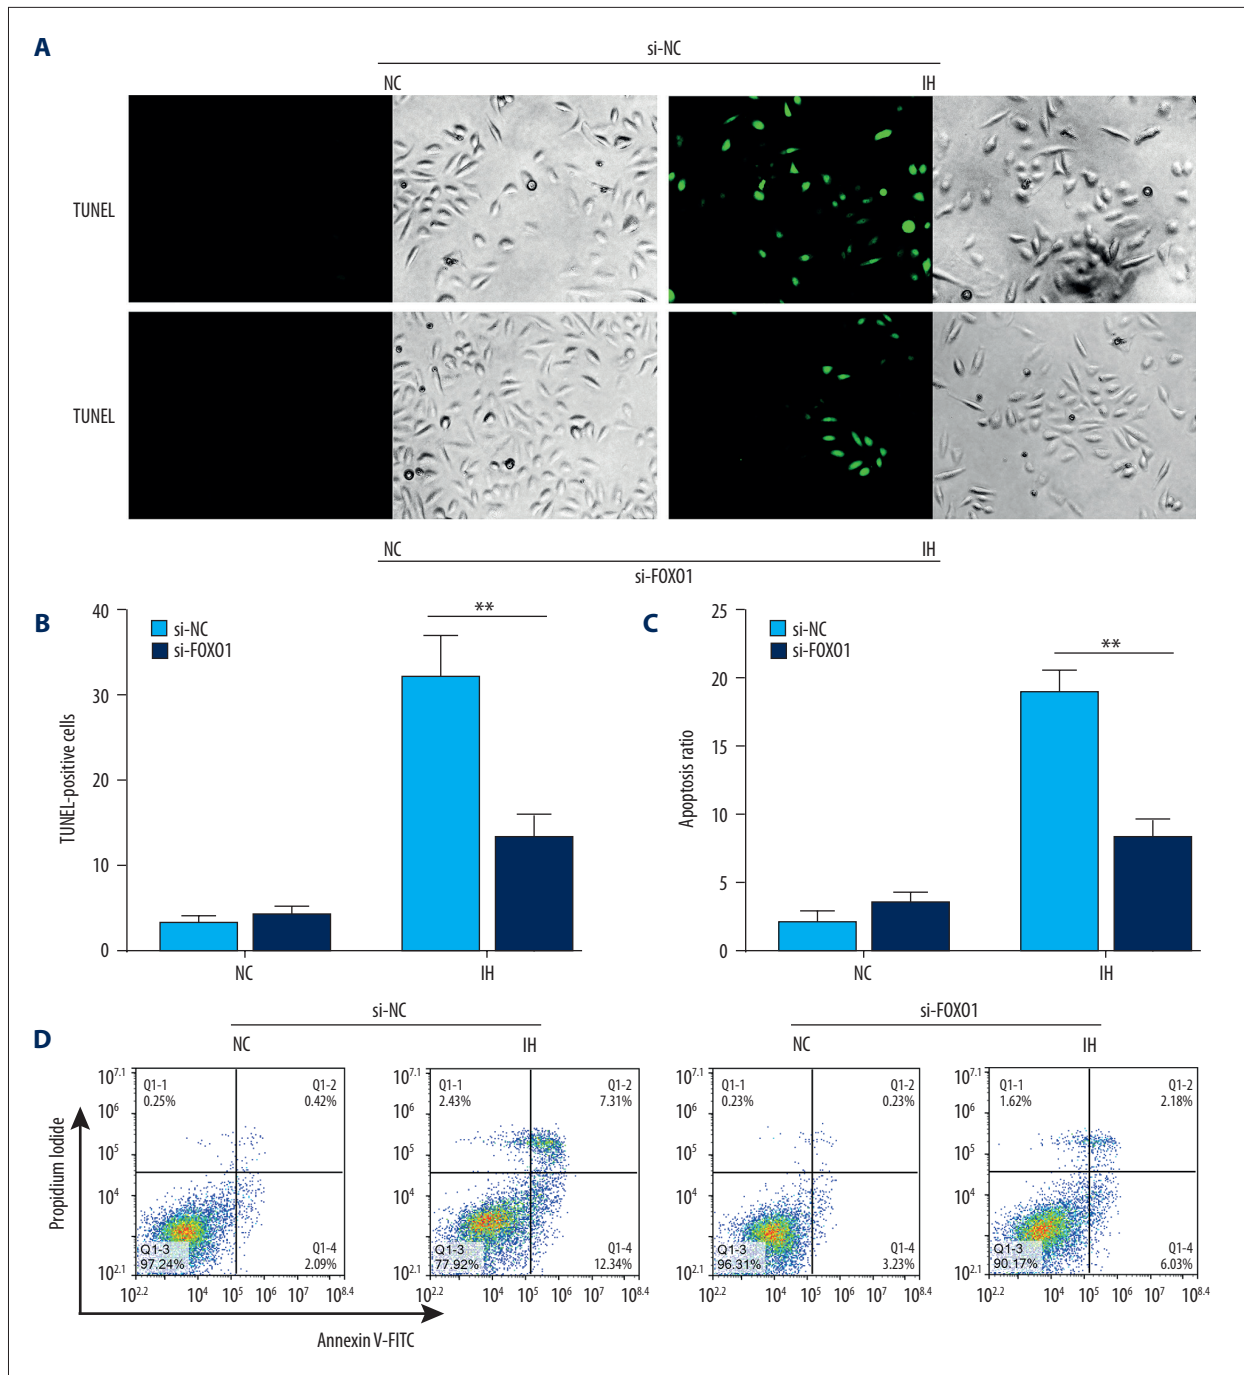 A
si-NC
NC IH
TUNEL
TUNEL
NC IH
si-FOXO1
B
40
30
20
10
0
TUNEL-positive cells
si-NC
si-FOXO1
**
NC IH
C
25
20
15
10
5
0
Apoptosis ratio
si-NC
si-FOXO1
**
NC IH
D
si-NC si-FOXO1
NC IH NC IH
Propidium Iodide
10^7.1
10^6
10^5
10^4
10^2.1
Q1-1 Q1-2
0.25% 0.42%
Q1-3 Q1-4
97.24% 2.09%
10^2.2 10^4 10^5 10^6 10^7 10^8.4
10^7.1
10^6
10^5
10^4
10^2.1
Q1-1 Q1-2
2.43% 7.31%
Q1-3 Q1-4
77.92% 12.34%
10^2.2 10^4 10^5 10^6 10^7 10^8.4
10^7.1
10^6
10^5
10^4
10^2.1
Q1-1 Q1-2
0.23% 0.23%
Q1-3 Q1-4
96.31% 3.23%
10^2.2 10^4 10^5 10^6 10^7 10^8.4
10^7.1
10^6
10^5
10^4
10^2.1
Q1-1 Q1-2
1.62% 2.18%
Q1-3 Q1-4
90.17% 6.03%
10^2.2 10^4 10^5 10^6 10^7 10^8.4
Annexin V-FITC